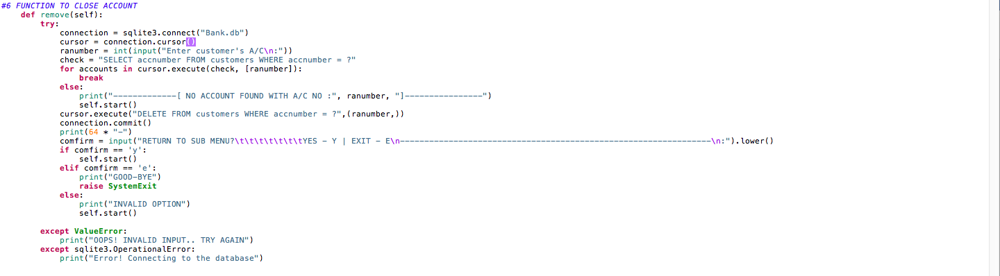 #6 FUNCTION TO CLOSE ACCOUNT
    def remove(self):
        try:
            connection = sqlite3.connect("Bank.db")
            cursor = connection.cursor()
            ranumber = int(input("Enter customer's A/C\n:"))
            check = "SELECT accnumber FROM customers WHERE accnumber = ?"
            for accounts in cursor.execute(check, [ranumber]):
                break
            else:
                print("-------------[ NO ACCOUNT FOUND WITH A/C NO :", ranumber, "]----------------")
                self.start()
            cursor.execute("DELETE FROM customers WHERE accnumber = ?",(ranumber,))
            connection.commit()
            print(64 * "-")
            comfirm = input("RETURN TO SUB MENU?\t\t\t\t\t\t\tYES - Y | EXIT - E\n----------------------------------------------------------------\n:").lower()
            if comfirm == 'y':
                self.start()
            elif comfirm == 'e':
                print("GOOD-BYE")
                raise SystemExit
            else:
                print("INVALID OPTION")
                self.start()

        except ValueError:
            print("OOPS! INVALID INPUT.. TRY AGAIN")
        except sqlite3.OperationalError:
            print("Error! Connecting to the database")